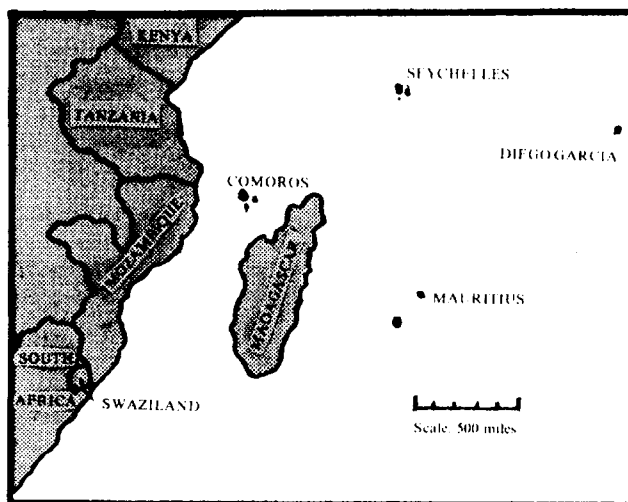 KENYA
SEYCHELLES
TANZANIA
DIEGO GARCIA
COMOROS
MOZAMBIQUE
MADAGASCAR
MAURITIUS
SOUTH
AFRICA
SWAZILAND
Scale: 500 miles